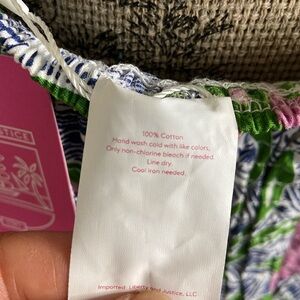 STICE
100% Cotton
Hand wash cold with like colors.
Only non-chlorine bleach if needed.
Line dry.
Cool iron needed.
Imported Liberty and Justice, LLC